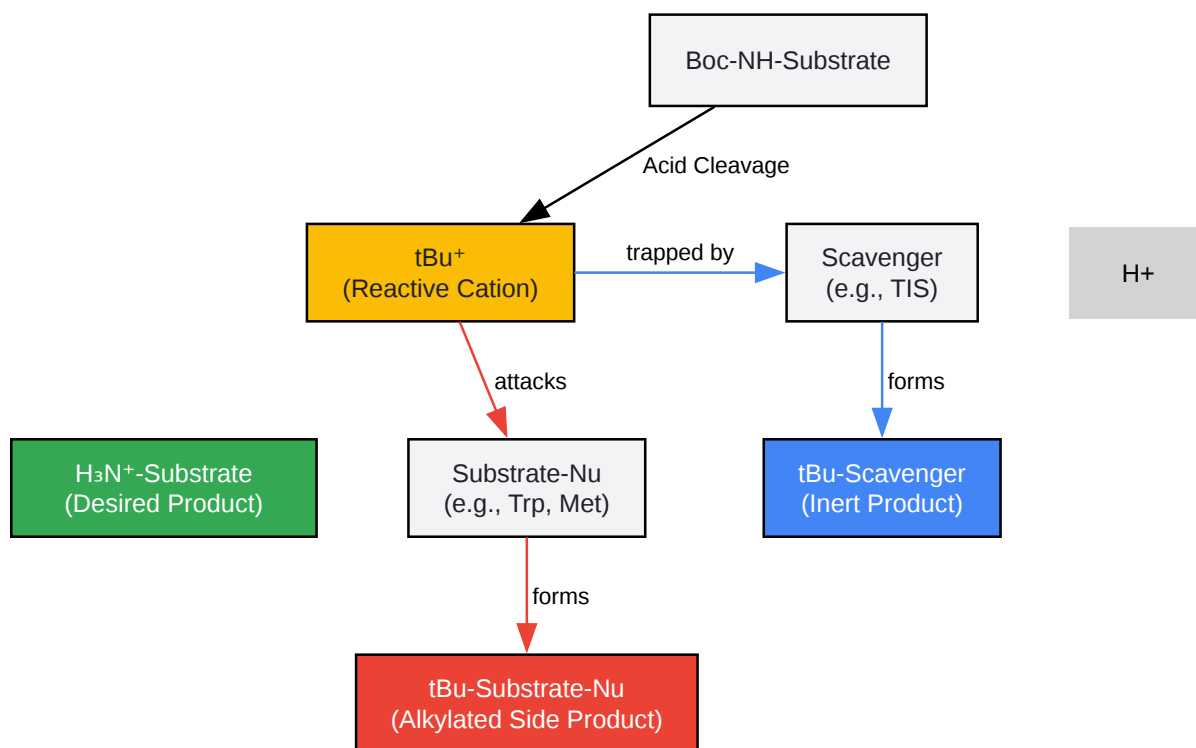 Boc-NH-Substrate
Acid Cleavage
tBu⁺
(Reactive Cation)
trapped by
Scavenger
(e.g., TIS)
H+
attacks
forms
H₃N⁺-Substrate
(Desired Product)
Substrate-Nu
(e.g., Trp, Met)
tBu-Scavenger
(Inert Product)
forms
tBu-Substrate-Nu
(Alkylated Side Product)